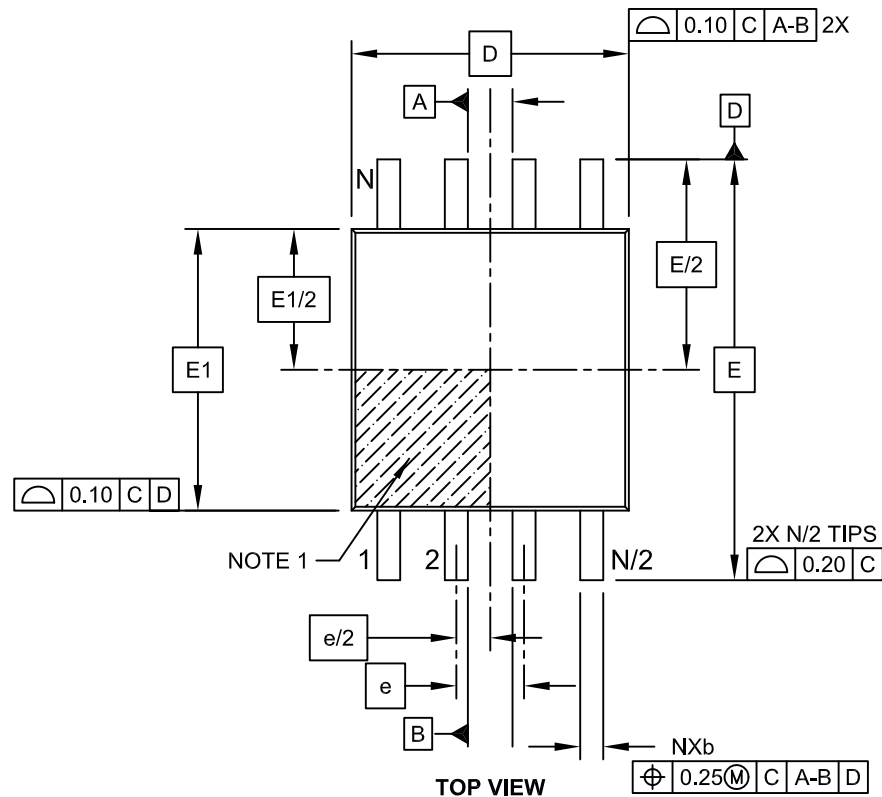 0.10 C A-B 2X
D
A
D
N
E/2
E1/2
E1
E
0.10 C D
2X N/2 TIPS
0.20 C
NOTE 1
1 2 N/2
e/2
e
B
NXb
0.25Ⓜ C A-B D
TOP VIEW